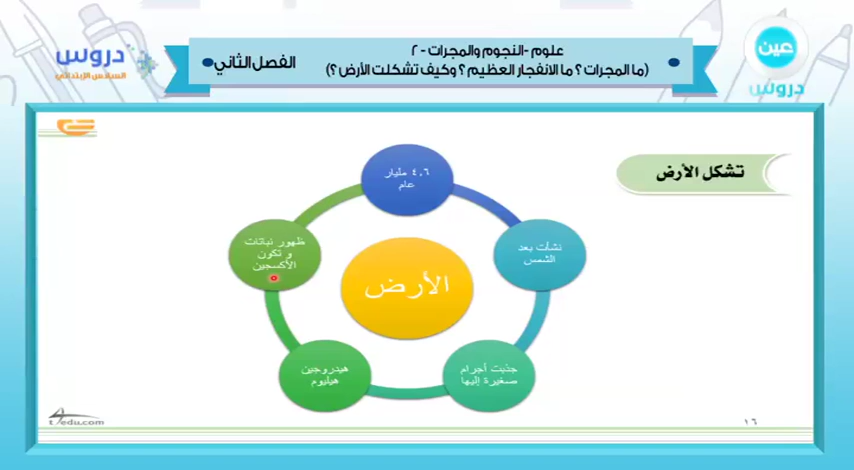 علوم -النجوم والمجرات - ٢
(ما المجرات ؟ ما الانفجار العظيم ؟ وكيف تشكلت الأرض ؟)
الفصل الثاني
عين
دروس
دروس
السادس الابتدائي
تشكل الأرض
٤,٦ مليار
عام
نشأت بعد
الشمس
جذبت أجرام
صغيرة إليها
هيدروجين
هيليوم
ظهور نباتات
و تكون
الأكسجين
الأرض
١٦
t4edu.com